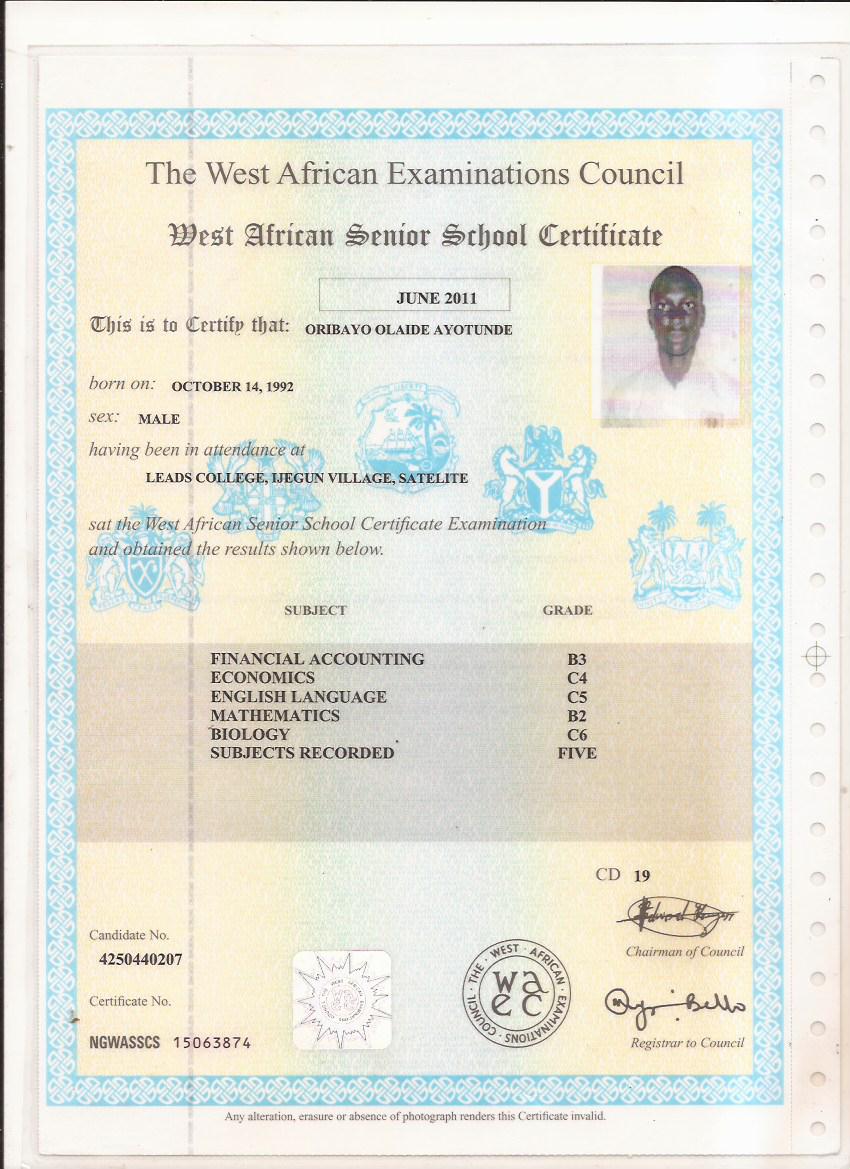 The West African Examinations Council
West African Senior School Certificate
JUNE 2011
This is to Certify that: ORIBAYO OLAIDE AYOTUNDE
born on: OCTOBER 14, 1992
sex: MALE
having been in attendance at
LEADS COLLEGE, IJEGUN VILLAGE, SATELITE
sat the West African Senior School Certificate Examination
and obtained the results shown below.
SUBJECT GRADE
FINANCIAL ACCOUNTING B3
ECONOMICS C4
ENGLISH LANGUAGE C5
MATHEMATICS B2
BIOLOGY C6
SUBJECTS RECORDED FIVE
CD 19
Chairman of Council
Candidate No.
4250440207
Certificate No.
NGWASSCS 15063874
THE · WEST · AFRICAN · EXAMINATIONS · COUNCIL
wa
ec
Bello
Registrar to Council
Any alteration, erasure or absence of photograph renders this Certificate invalid.